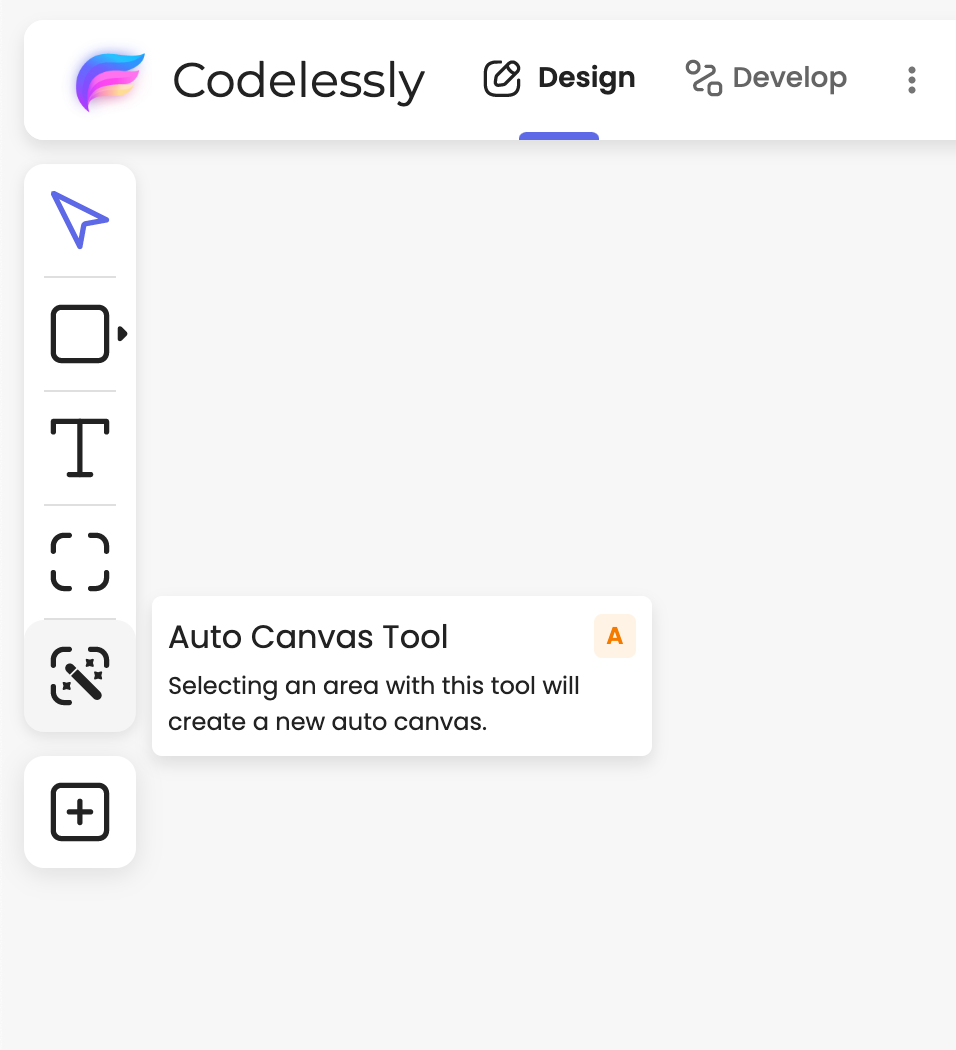 Codelessly
Design
Develop
Auto Canvas Tool
A
Selecting an area with this tool will
create a new auto canvas.